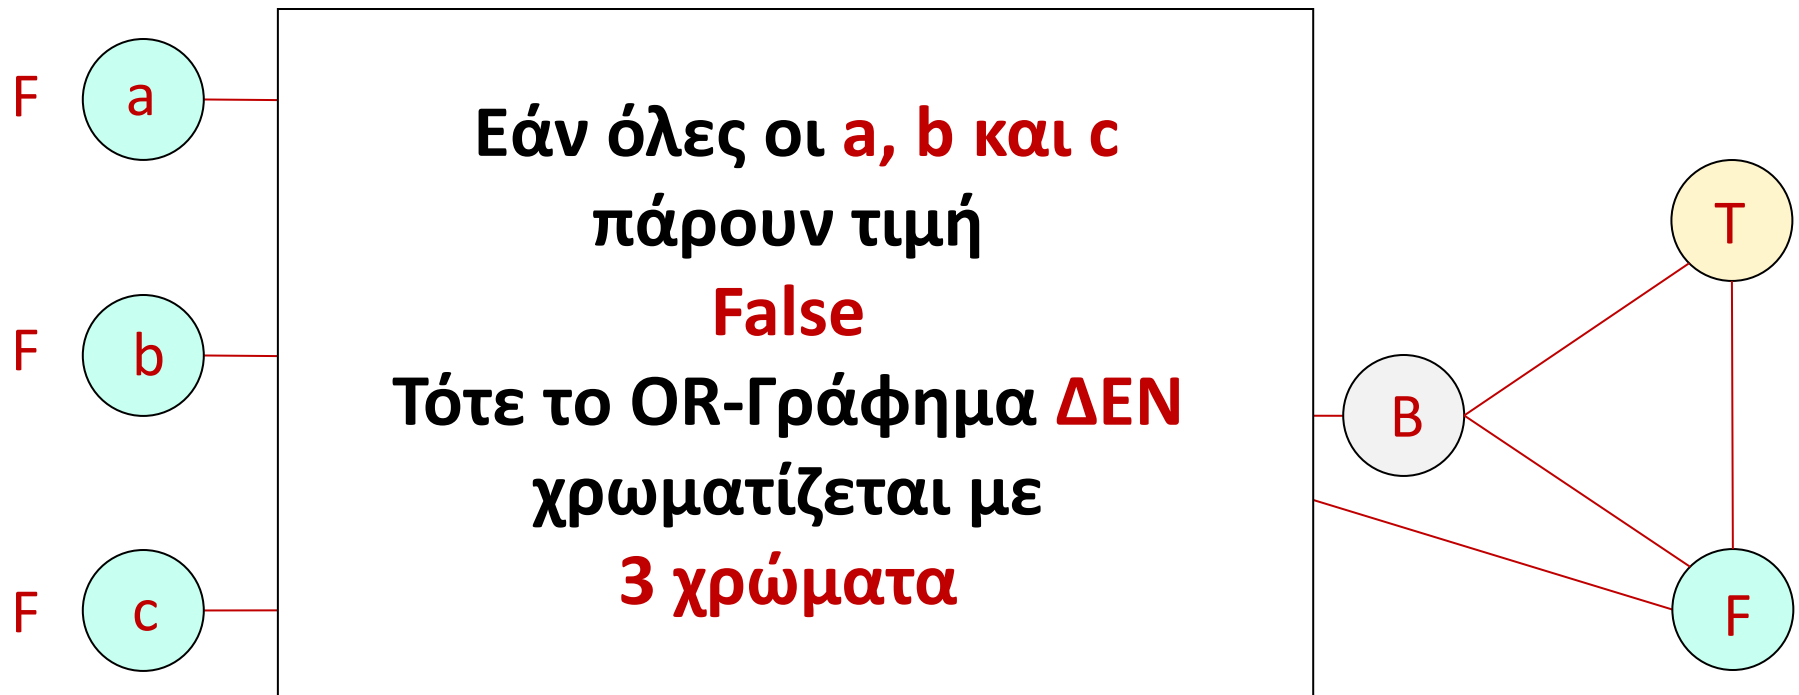 F a
Εάν όλες οι a, b και c
πάρουν τιμή
T
False
F b
Τότε το OR-Γράφημα ΔΕΝ
B
χρωματίζεται με
3 χρώματα
F c
F